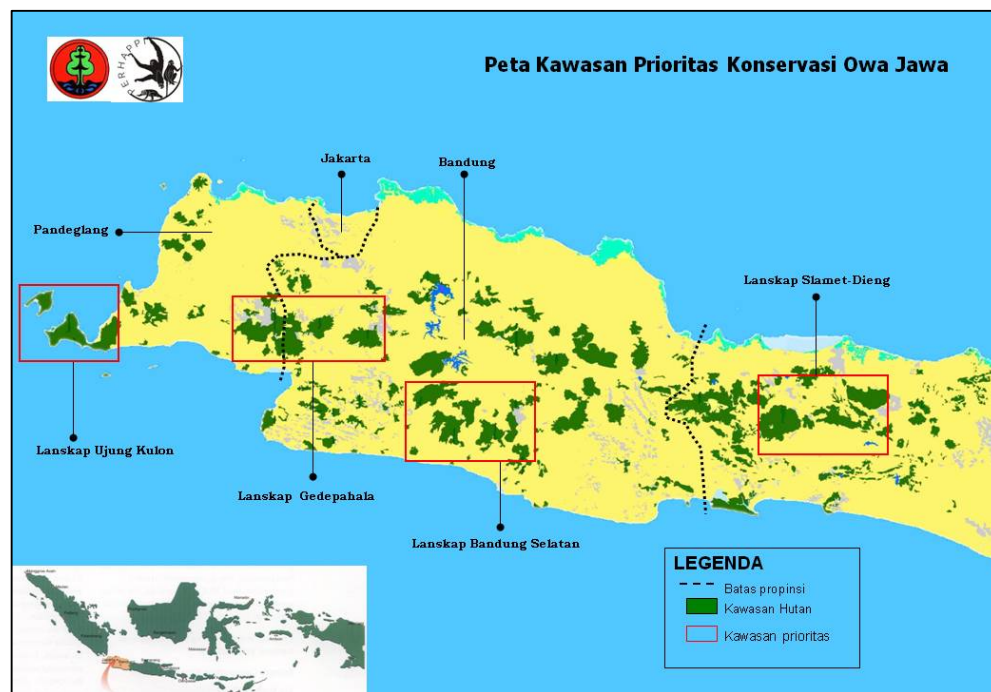 PERHAPPI
Peta Kawasan Prioritas Konservasi Owa Jawa
Jakarta
Bandung
Pandeglang
Lanskap Slamet-Dieng
Lanskap Ujung Kulon
Lanskap Gedepahala
Lanskap Bandung Selatan
LEGENDA
Batas propinsi
Kawasan Hutan
Kawasan prioritas